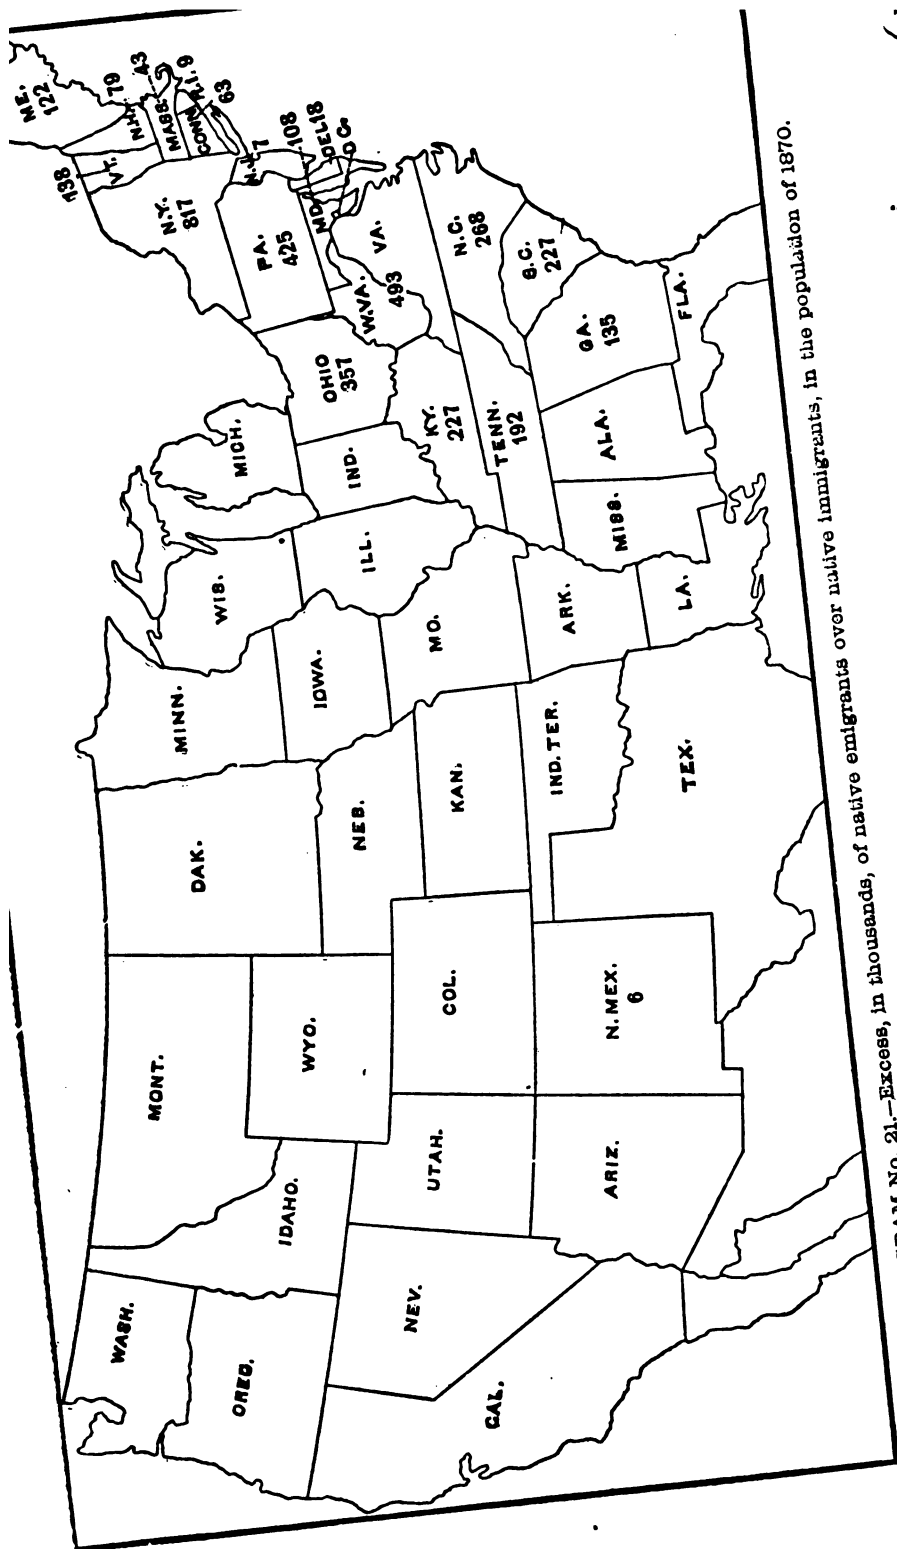 WASH.
OREG.
CAL.
NEV.
IDAHO.
MONT.
WYO.
UTAH.
COL.
ARIZ.
N. MEX.
6
DAK.
NEB.
KAN.
IND. TER.
TEX.
MINN.
IOWA.
MO.
ARK.
LA.
WIS.
ILL.
MICH.
IND.
OHIO
357
KY.
227
TENN.
192
MISS.
ALA.
GA.
135
FLA.
S.C.
227
N.C.
268
VA.
W.VA.
493
PA.
425
N.Y.
817
138
VT.
N.H. 79
ME.
122
MASS. 43
CONN.
R.I. 9
63
N.J. 7
108
MD.
DEL 18
D C
No. 21.—Excess, in thousands, of native emigrants over native immigrants, in the population of 1870.